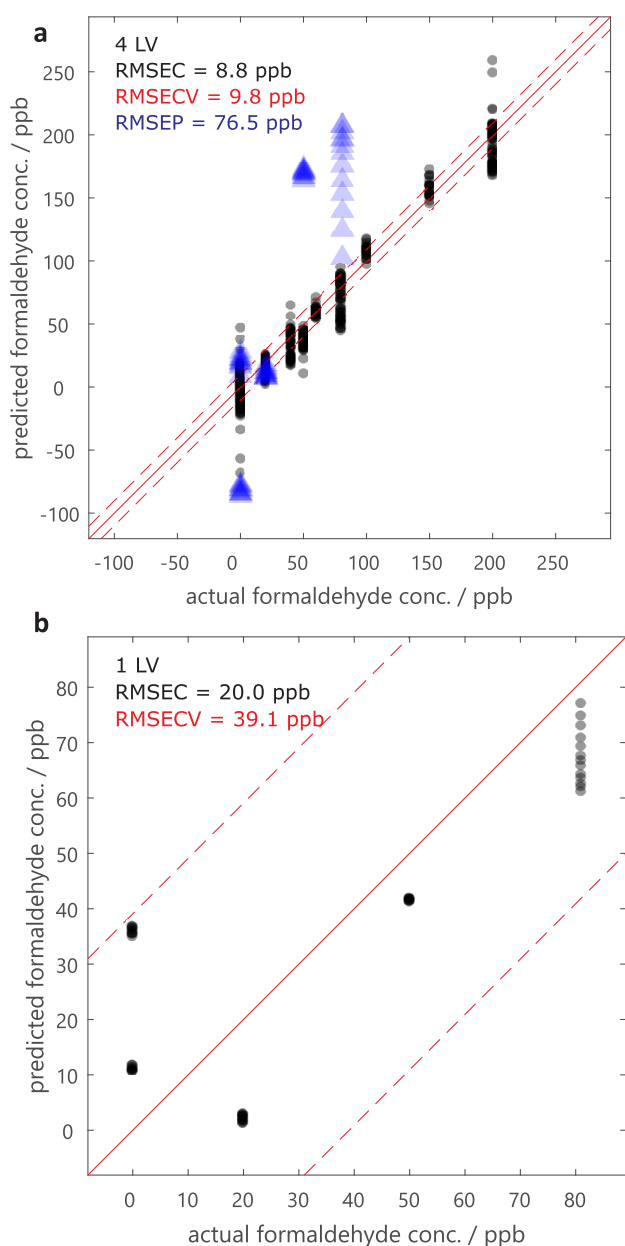 a
4 LV
RMSEC = 8.8 ppb
RMSECV = 9.8 ppb
RMSEP = 76.5 ppb
predicted formaldehyde conc. / ppb
250
200
150
100
50
0
-50
-100
-100 -50 0 50 100 150 200 250
actual formaldehyde conc. / ppb
b
1 LV
RMSEC = 20.0 ppb
RMSECV = 39.1 ppb
predicted formaldehyde conc. / ppb
80
70
60
50
40
30
20
10
0
0 10 20 30 40 50 60 70 80
actual formaldehyde conc. / ppb